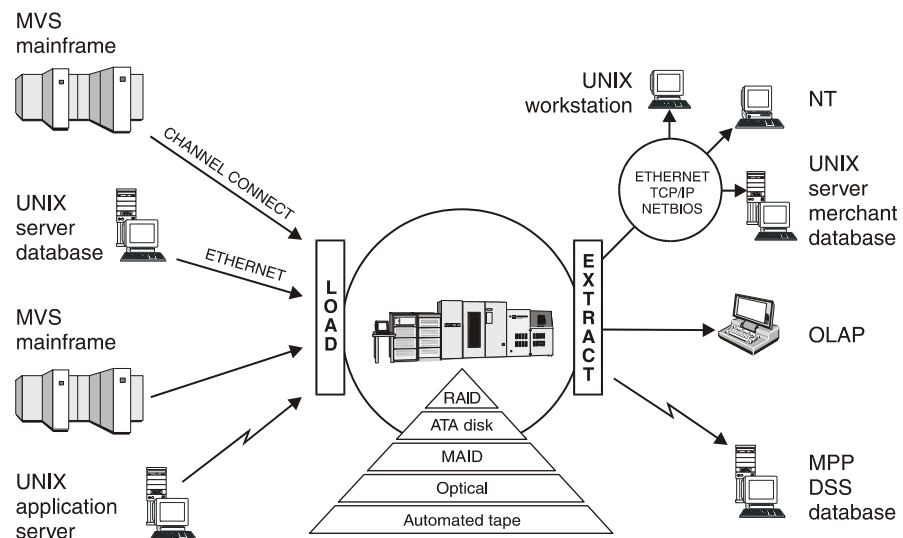 MVS
mainframe
CHANNEL CONNECT
UNIX
server
database
ETHERNET
MVS
mainframe
UNIX
application
server
LOAD
RAID
ATA disk
MAID
Optical
Automated tape
EXTRACT
UNIX
workstation
NT
ETHERNET
TCP/IP
NETBIOS
UNIX
server
merchant
database
OLAP
MPP
DSS
database